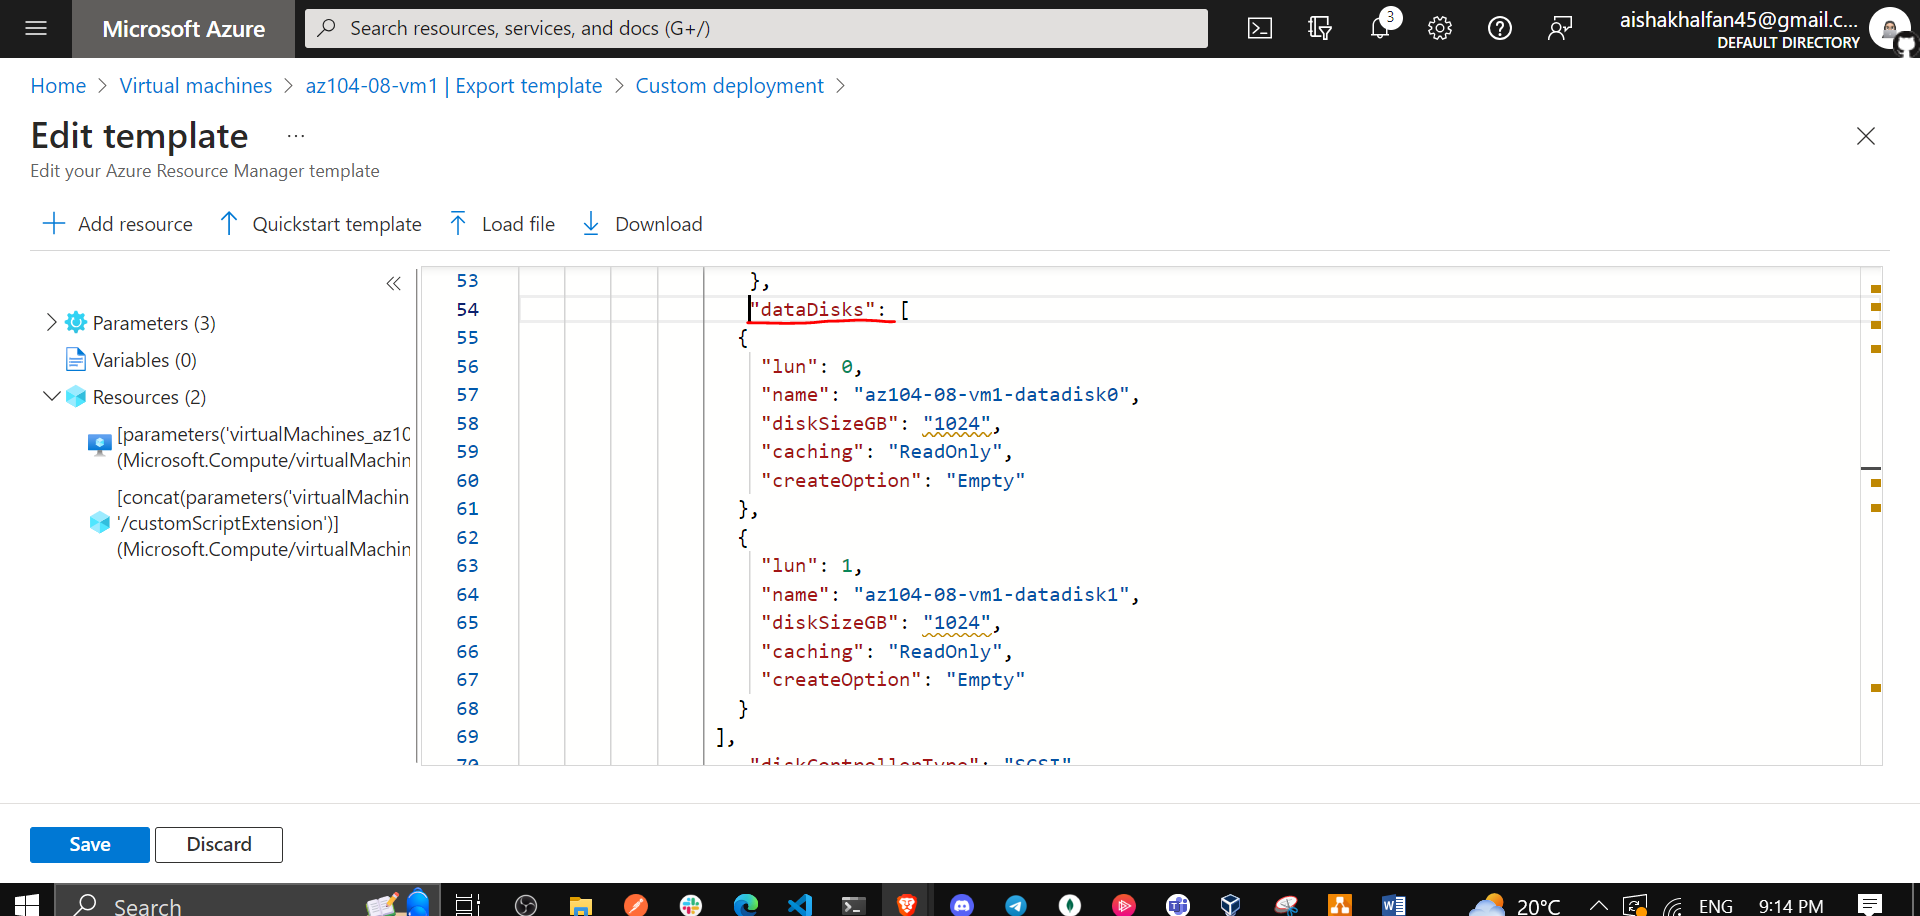 Microsoft Azure
Search resources, services, and docs (G+/)
3
aishakhalfan45@gmail.c...
DEFAULT DIRECTORY
Home > Virtual machines > az104-08-vm1 | Export template > Custom deployment >
Edit template ...
Edit your Azure Resource Manager template
Add resource Quickstart template Load file Download
Parameters (3)
Variables (0)
Resources (2)
[parameters('virtualMachines_az10
(Microsoft.Compute/virtualMachin
[concat(parameters('virtualMachin
'/customScriptExtension')]
(Microsoft.Compute/virtualMachin
53 },
54 "dataDisks": [
55 {
56 "lun": 0,
57 "name": "az104-08-vm1-datadisk0",
58 "diskSizeGB": "1024",
59 "caching": "ReadOnly",
60 "createOption": "Empty"
61 },
62 {
63 "lun": 1,
64 "name": "az104-08-vm1-datadisk1",
65 "diskSizeGB": "1024",
66 "caching": "ReadOnly",
67 "createOption": "Empty"
68 }
69 ],
70 "diskControllerType": "SCSI"
Save Discard
Search
20°C
ENG
9:14 PM